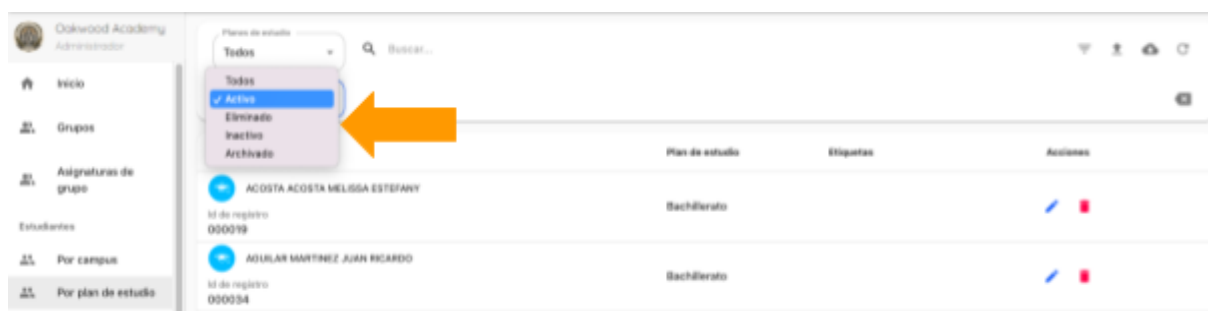 Oakwood Academy
Administrador
Inicio
Grupos
Asignaturas de
grupo
Estudiantes
Por campus
Por plan de estudio
Planes de estudio
Todos
Buscar...
Todos
✓ Activo
Eliminado
Inactivo
Archivado
Plan de estudio Etiquetas Acciones
ACOSTA ACOSTA MELISSA ESTEFANY
Id de registro
000019
Bachillerato
AGUILAR MARTINEZ JUAN RICARDO
Id de registro
000034
Bachillerato